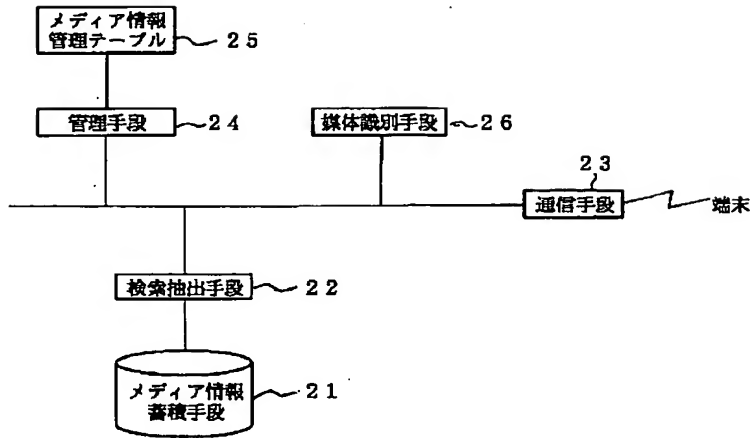 メディア情報
管理テーブル
25
管理手段
24
媒体識別手段
26
23
通信手段
端末
検索抽出手段
22
メディア情報
蓄積手段
21